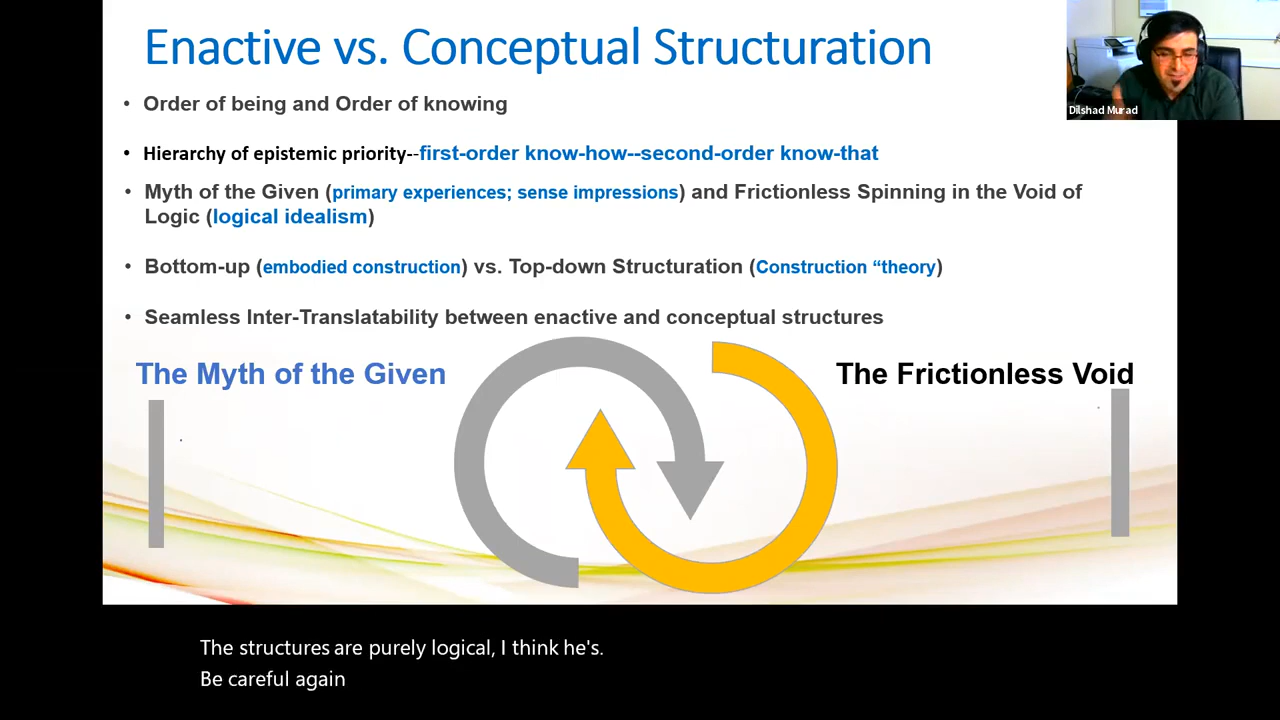 Enactive vs. Conceptual Structuration
Dilshad Murad
• Order of being and Order of knowing
• Hierarchy of epistemic priority--first-order know-how--second-order know-that
• Myth of the Given (primary experiences; sense impressions) and Frictionless Spinning in the Void of
Logic (logical idealism)
• Bottom-up (embodied construction) vs. Top-down Structuration (Construction “theory)
• Seamless Inter-Translatability between enactive and conceptual structures
The Myth of the Given
The Frictionless Void
The structures are purely logical, I think he's.
Be careful again